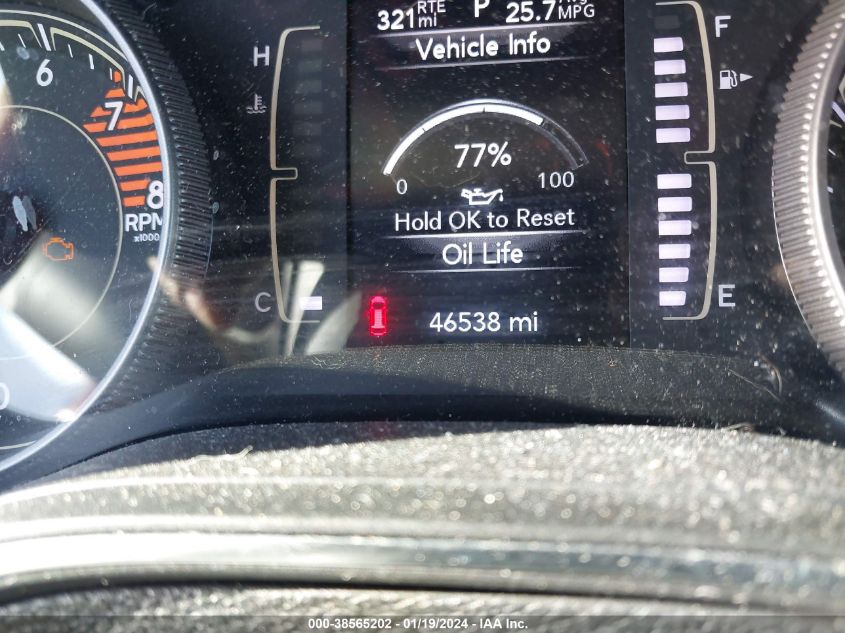 321 RTE mi P 25.7 MPG
Vehicle Info
6
7
8
RPM
x1000
0
H
C
77%
0 100
Hold OK to Reset
Oil Life
46538 mi
F
E
000-38565202 - 01/19/2024 - IAA Inc.